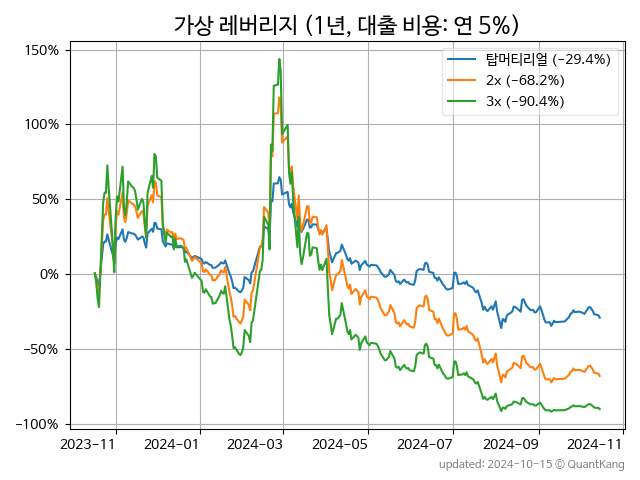 가상 레버리지 (1년, 대출 비용: 연 5%)
150%
100%
50%
0%
−50%
−100%
탑머티리얼 (−29.4%)
2x (−68.2%)
3x (−90.4%)
2023−11 2024−01 2024−03 2024−05 2024−07 2024−09 2024−11
updated: 2024-10-15 © QuantKang